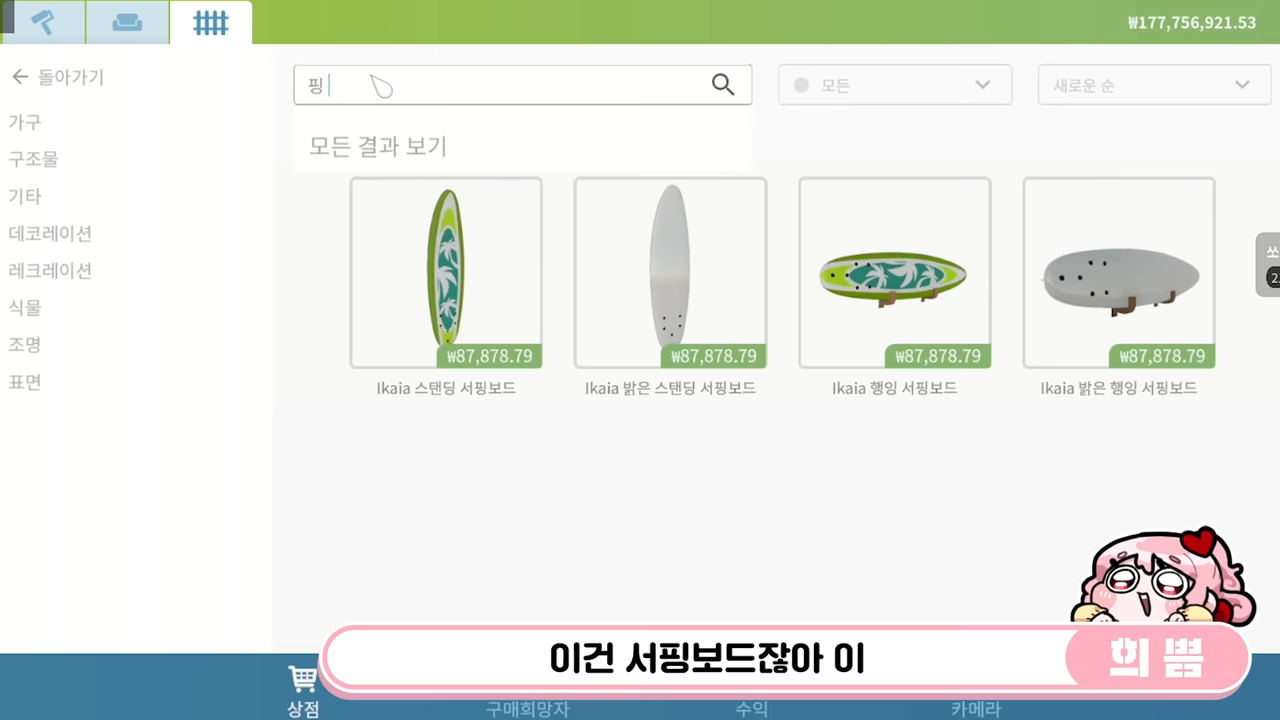 ₩177,756,921.53
돌아가기
핑
모든
새로운 순
모든 결과 보기
가구
구조물
기타
데코레이션
레크레이션
식물
조명
표면
₩87,878.79
₩87,878.79
₩87,878.79
₩87,878.79
Ikaia 스탠딩 서핑보드
Ikaia 밝은 스탠딩 서핑보드
Ikaia 행잉 서핑보드
Ikaia 밝은 행잉 서핑보드
이건 서핑보드잖아 이
희쁨
상점
구매희망자
수익
카메라